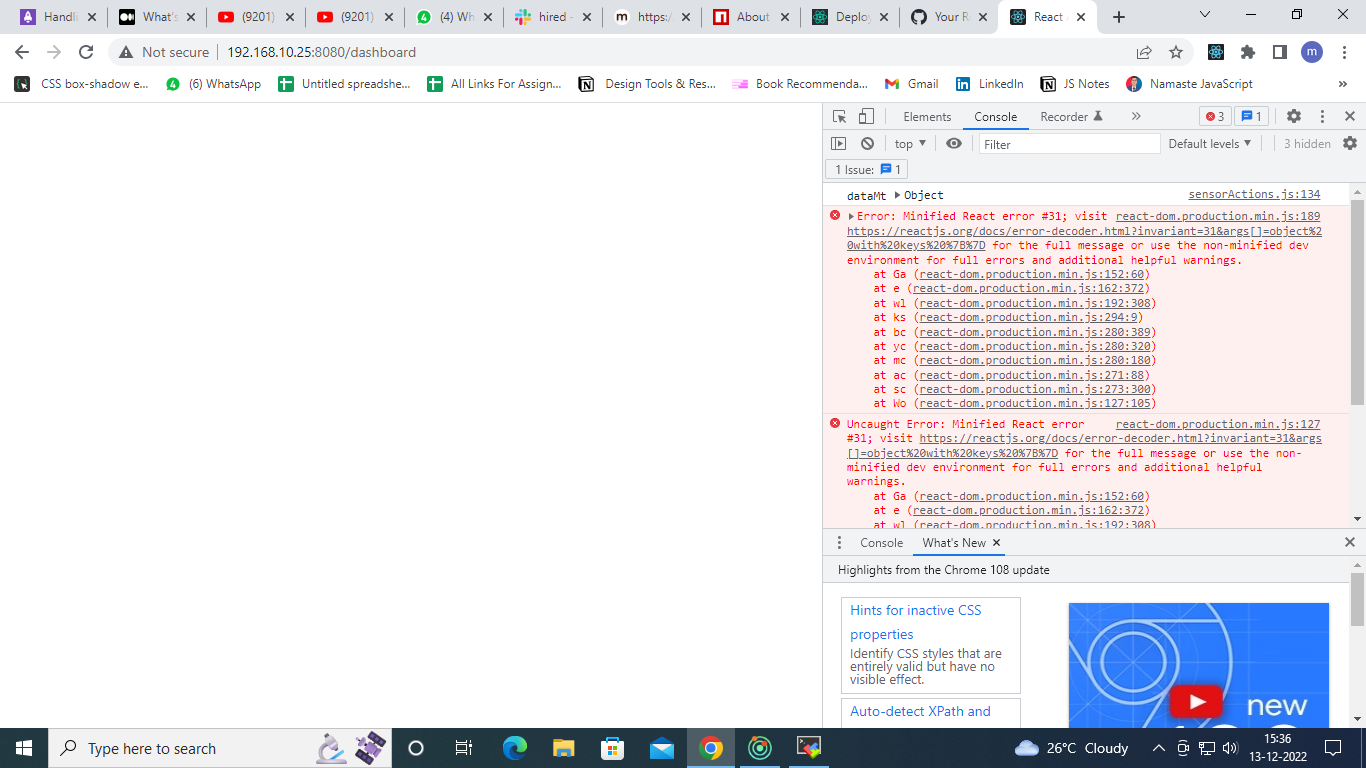 Handli
What's
(9201)
(9201)
(4) Wh
hired -
m https:/
About
Deploy
Your R
React A
Not secure 192.168.10.25:8080/dashboard
m
CSS box-shadow e...
(6) WhatsApp
Untitled spreadshe...
All Links For Assign...
Design Tools & Res...
Book Recommenda...
Gmail
LinkedIn
JS Notes
Namaste JavaScript
»
Elements Console Recorder » 3 1
top Filter Default levels 3 hidden
1 Issue: 1
dataMt Object sensorActions.js:134
Error: Minified React error #31; visit react-dom.production.min.js:189
https://reactjs.org/docs/error-decoder.html?invariant=31&args[]=object%2
0with%20keys%20%7B%7D for the full message or use the non-minified dev
environment for full errors and additional helpful warnings.
at Ga (react-dom.production.min.js:152:60)
at e (react-dom.production.min.js:162:372)
at wl (react-dom.production.min.js:192:308)
at ks (react-dom.production.min.js:294:9)
at bc (react-dom.production.min.js:280:389)
at yc (react-dom.production.min.js:280:320)
at mc (react-dom.production.min.js:280:180)
at ac (react-dom.production.min.js:271:88)
at sc (react-dom.production.min.js:273:300)
at Wo (react-dom.production.min.js:127:105)
Uncaught Error: Minified React error react-dom.production.min.js:127
#31; visit https://reactjs.org/docs/error-decoder.html?invariant=31&args
[]=object%20with%20keys%20%7B%7D for the full message or use the non-
minified dev environment for full errors and additional helpful
warnings.
at Ga (react-dom.production.min.js:152:60)
at e (react-dom.production.min.js:162:372)
at wl (react-dom.production.min.js:192:308)
Console What's New
Highlights from the Chrome 108 update
Hints for inactive CSS
properties
Identify CSS styles that are
entirely valid but have no
visible effect.
Auto-detect XPath and
new
Type here to search
26°C Cloudy
15:36
13-12-2022